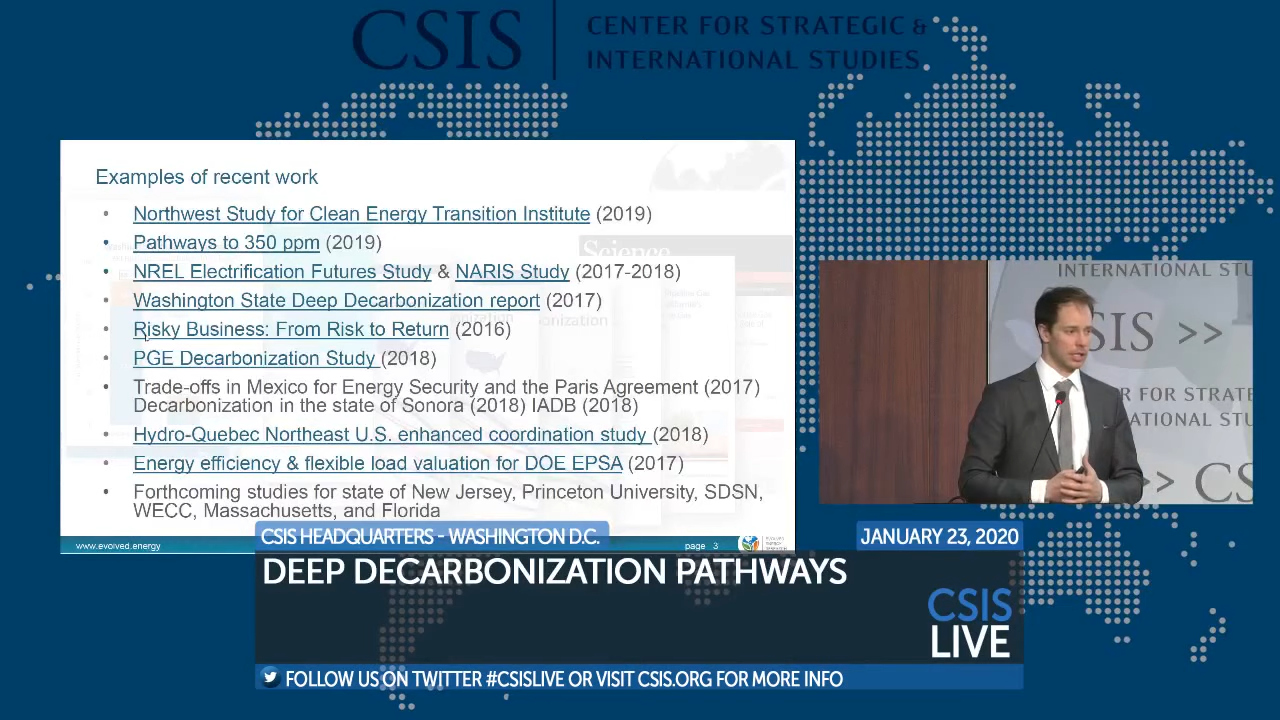 CSIS
CENTER FOR STRATEGIC &
INTERNATIONAL STUDIES
Examples of recent work
• Northwest Study for Clean Energy Transition Institute (2019)
• Pathways to 350 ppm (2019)
Science
• NREL Electrification Futures Study & NARIS Study (2017-2018)
• Washington State Deep Decarbonization report (2017)
• Risky Business: From Risk to Return (2016)
• PGE Decarbonization Study (2018)
• Trade-offs in Mexico for Energy Security and the Paris Agreement (2017)
Decarbonization in the state of Sonora (2018) IADB (2018)
• Hydro-Quebec Northeast U.S. enhanced coordination study (2018)
• Energy efficiency & flexible load valuation for DOE EPSA (2017)
• Forthcoming studies for state of New Jersey, Princeton University, SDSN,
WECC, Massachusetts, and Florida
www.evolved.energy
page 3
INTERNATIONAL STU
CSIS >>
R FOR STRATE
NATIONAL STU
>> CS
CSIS HEADQUARTERS - WASHINGTON D.C.
JANUARY 23, 2020
DEEP DECARBONIZATION PATHWAYS
CSIS
LIVE
FOLLOW US ON TWITTER #CSISLIVE OR VISIT CSIS.ORG FOR MORE INFO